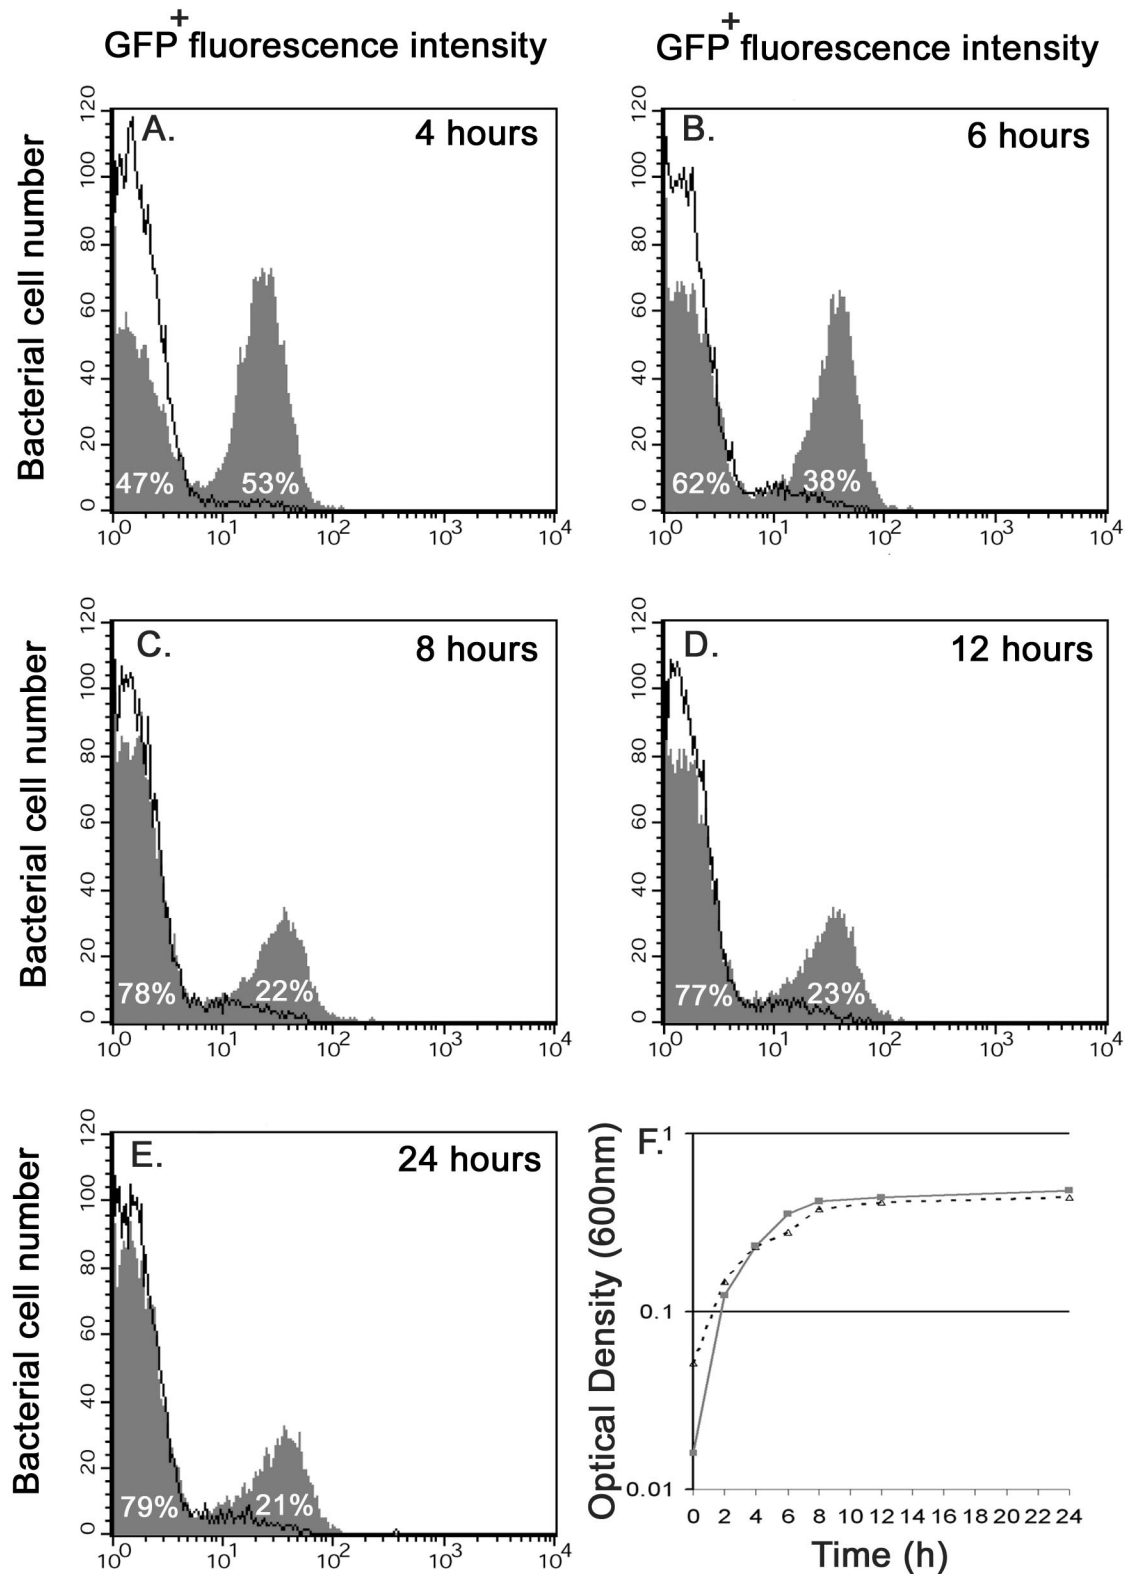 GFP+ fluorescence intensity
GFP+ fluorescence intensity
Bacterial cell number
120
100
80
60
40
20
0
A.
4 hours
47%
53%
10^0 10^1 10^2 10^3 10^4
120
100
80
60
40
20
0
B.
6 hours
62%
38%
10^0 10^1 10^2 10^3 10^4
Bacterial cell number
120
100
80
60
40
20
0
C.
8 hours
78%
22%
10^0 10^1 10^2 10^3 10^4
120
100
80
60
40
20
0
D.
12 hours
77%
23%
10^0 10^1 10^2 10^3 10^4
Bacterial cell number
120
100
80
60
40
20
0
E.
24 hours
79%
21%
10^0 10^1 10^2 10^3 10^4
Optical Density (600nm)
F.
1
0.1
0.01
0 2 4 6 8 10 12 14 16 18 20 22 24
Time (h)